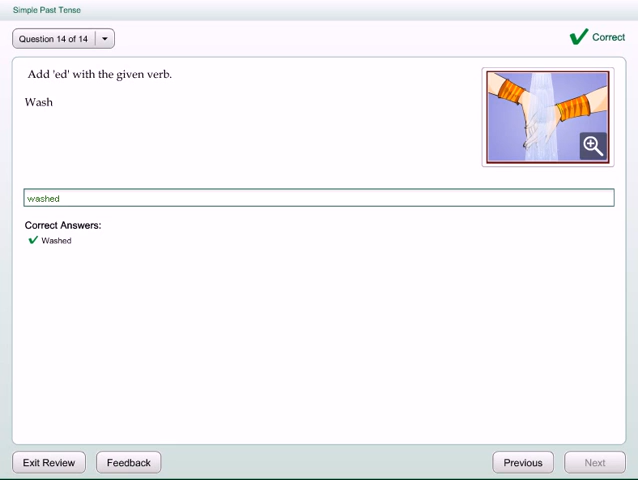 Simple Past Tense
Question 14 of 14
Correct
Add 'ed' with the given verb.
Wash
washed
Correct Answers:
Washed
Exit Review
Feedback
Previous
Next